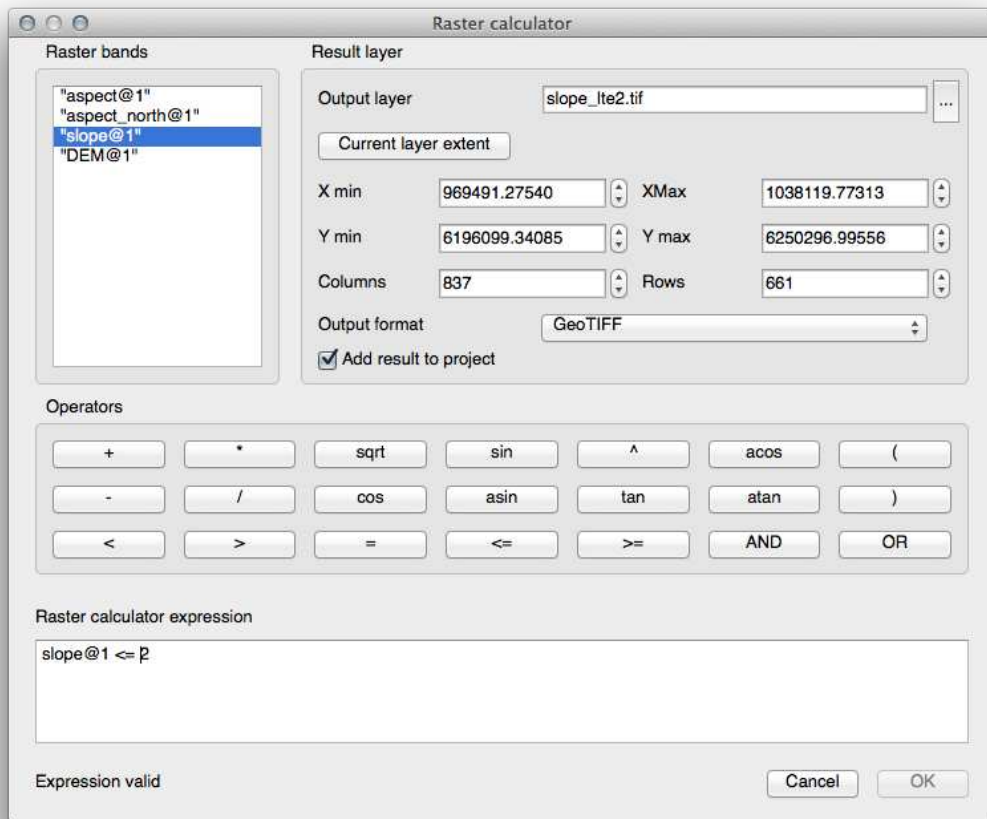 Raster calculator
Raster bands
"aspect@1"
"aspect_north@1"
"slope@1"
"DEM@1"
Result layer
Output layer slope_lte2.tif ...
Current layer extent
X min 969491.27540 XMax 1038119.77313
Y min 6196099.34085 Y max 6250296.99556
Columns 837 Rows 661
Output format GeoTIFF
Add result to project
Operators
+ * sqrt sin ^ acos (
- / cos asin tan atan )
< > = <= >= AND OR
Raster calculator expression
slope@1 <= 2
Expression valid Cancel OK